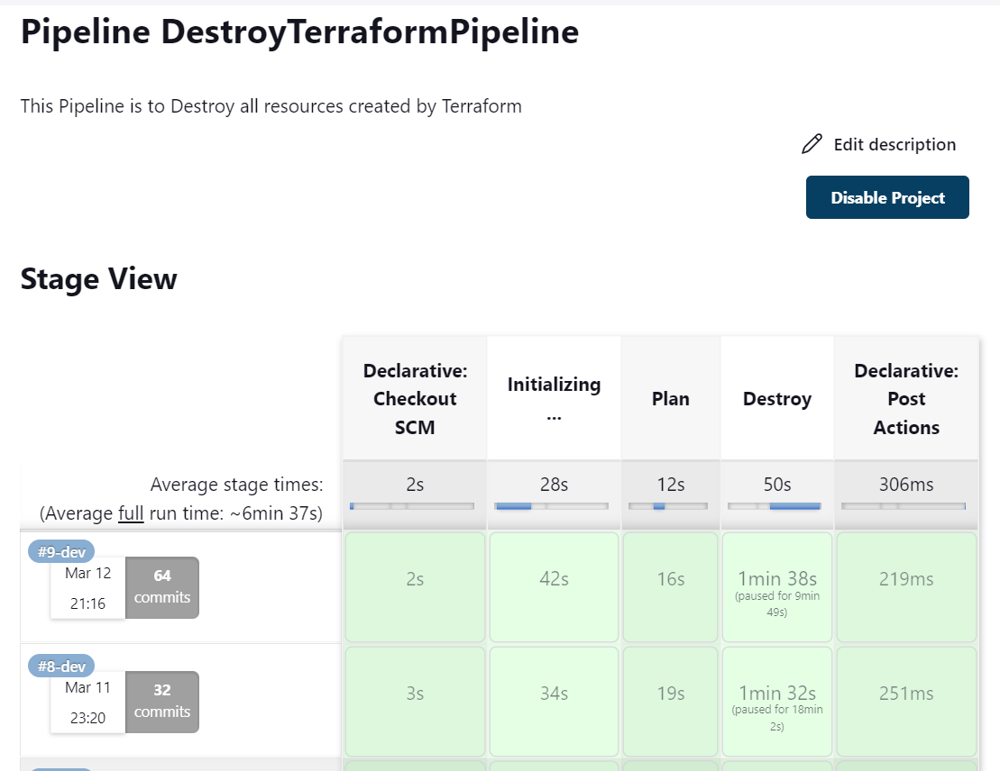 Pipeline DestroyTerraformPipeline
This Pipeline is to Destroy all resources created by Terraform
Edit description
Disable Project
Stage View
Declarative:
Checkout
SCM
Initializing
...
Plan
Destroy
Declarative:
Post
Actions
Average stage times:
(Average full run time: ~6min 37s)
2s
28s
12s
50s
306ms
#9-dev
Mar 12
21:16
64
commits
2s
42s
16s
1min 38s
(paused for 9min
49s)
219ms
#8-dev
Mar 11
23:20
32
commits
3s
34s
19s
1min 32s
(paused for 18min
2s)
251ms